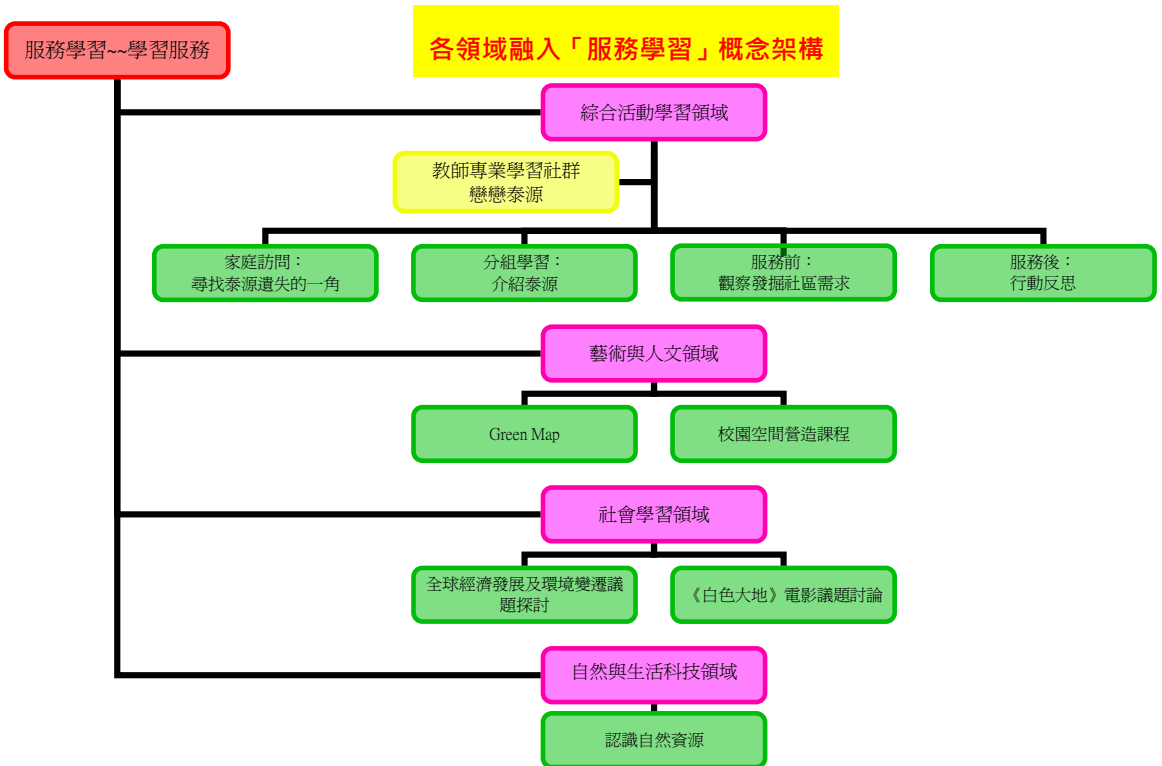 服務學習~~學習服務
各領域融入「服務學習」概念架構
綜合活動學習領域
教師專業學習社群
戀戀泰源
家庭訪問：
尋找泰源遺失的一角
分組學習：
介紹泰源
服務前：
觀察發掘社區需求
服務後：
行動反思
藝術與人文領域
Green Map
校園空間營造課程
社會學習領域
全球經濟發展及環境變遷議
題探討
《白色大地》電影議題討論
自然與生活科技領域
認識自然資源